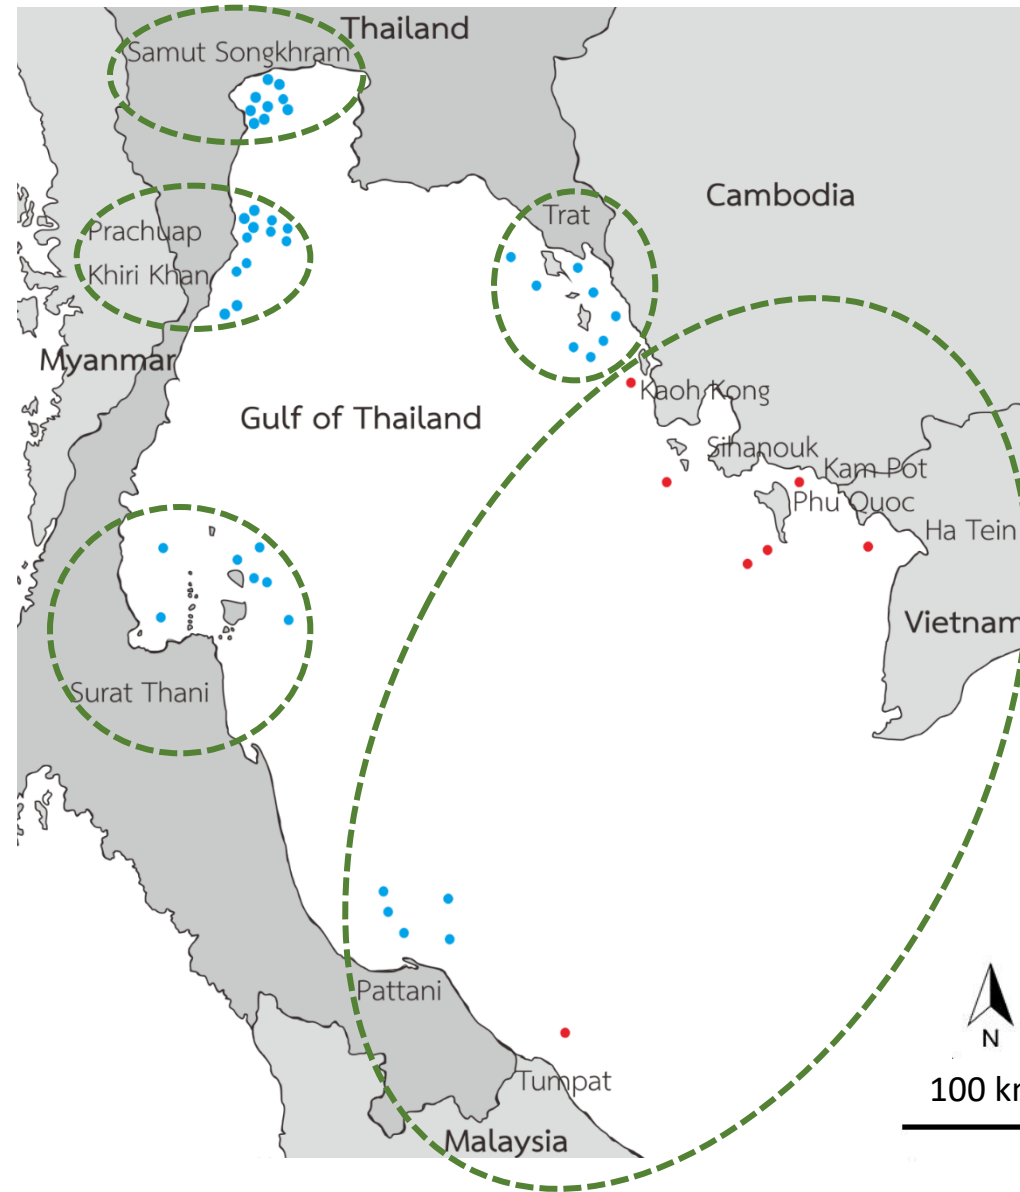 Thailand
Samut Songkhram
Cambodia
Trat
Prachuap
Khiri Khan
Myanmar
Kaoh Kong
Gulf of Thailand
Sihanouk
Kam Pot
Phu Quoc
Ha Tein
Vietnam
Surat Thani
Pattani
N
Tumpat
100 km
Malaysia